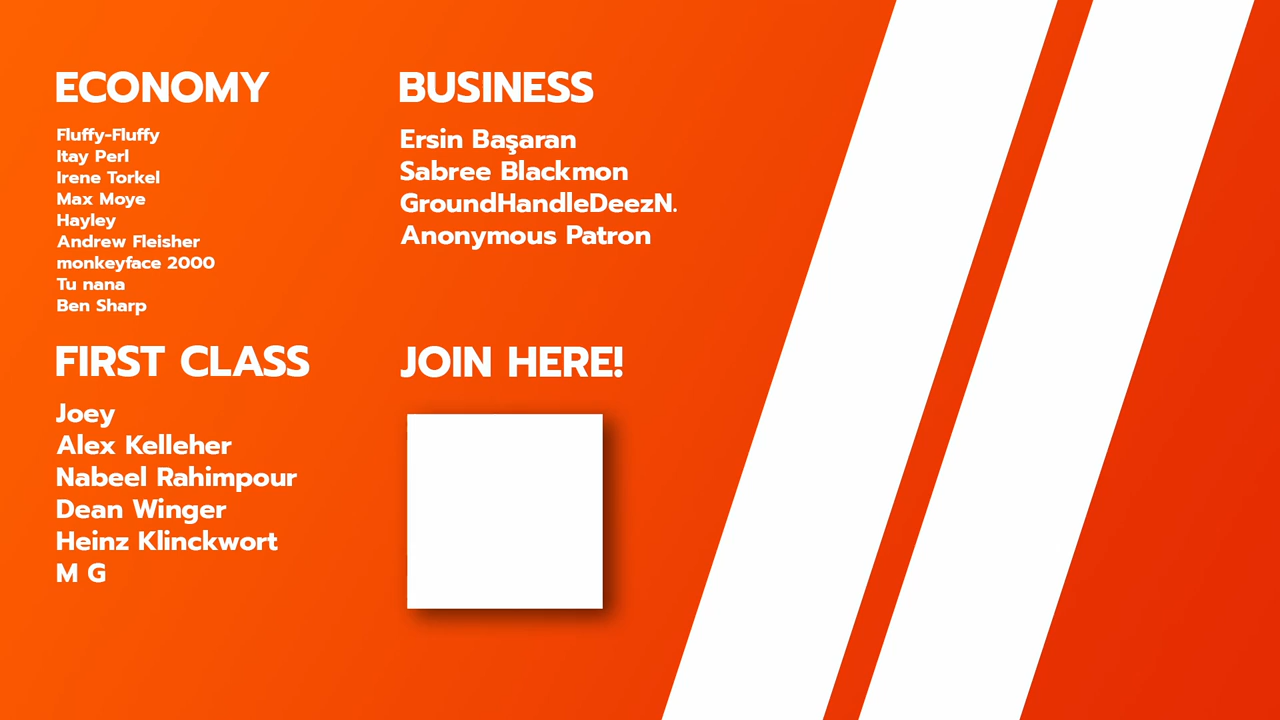 ECONOMY
Fluffy-Fluffy
Itay Perl
Irene Torkel
Max Moye
Hayley
Andrew Fleisher
monkeyface 2000
Tu nana
Ben Sharp
BUSINESS
Ersin Başaran
Sabree Blackmon
GroundHandleDeezN.
Anonymous Patron
FIRST CLASS
Joey
Alex Kelleher
Nabeel Rahimpour
Dean Winger
Heinz Klinckwort
M G
JOIN HERE!